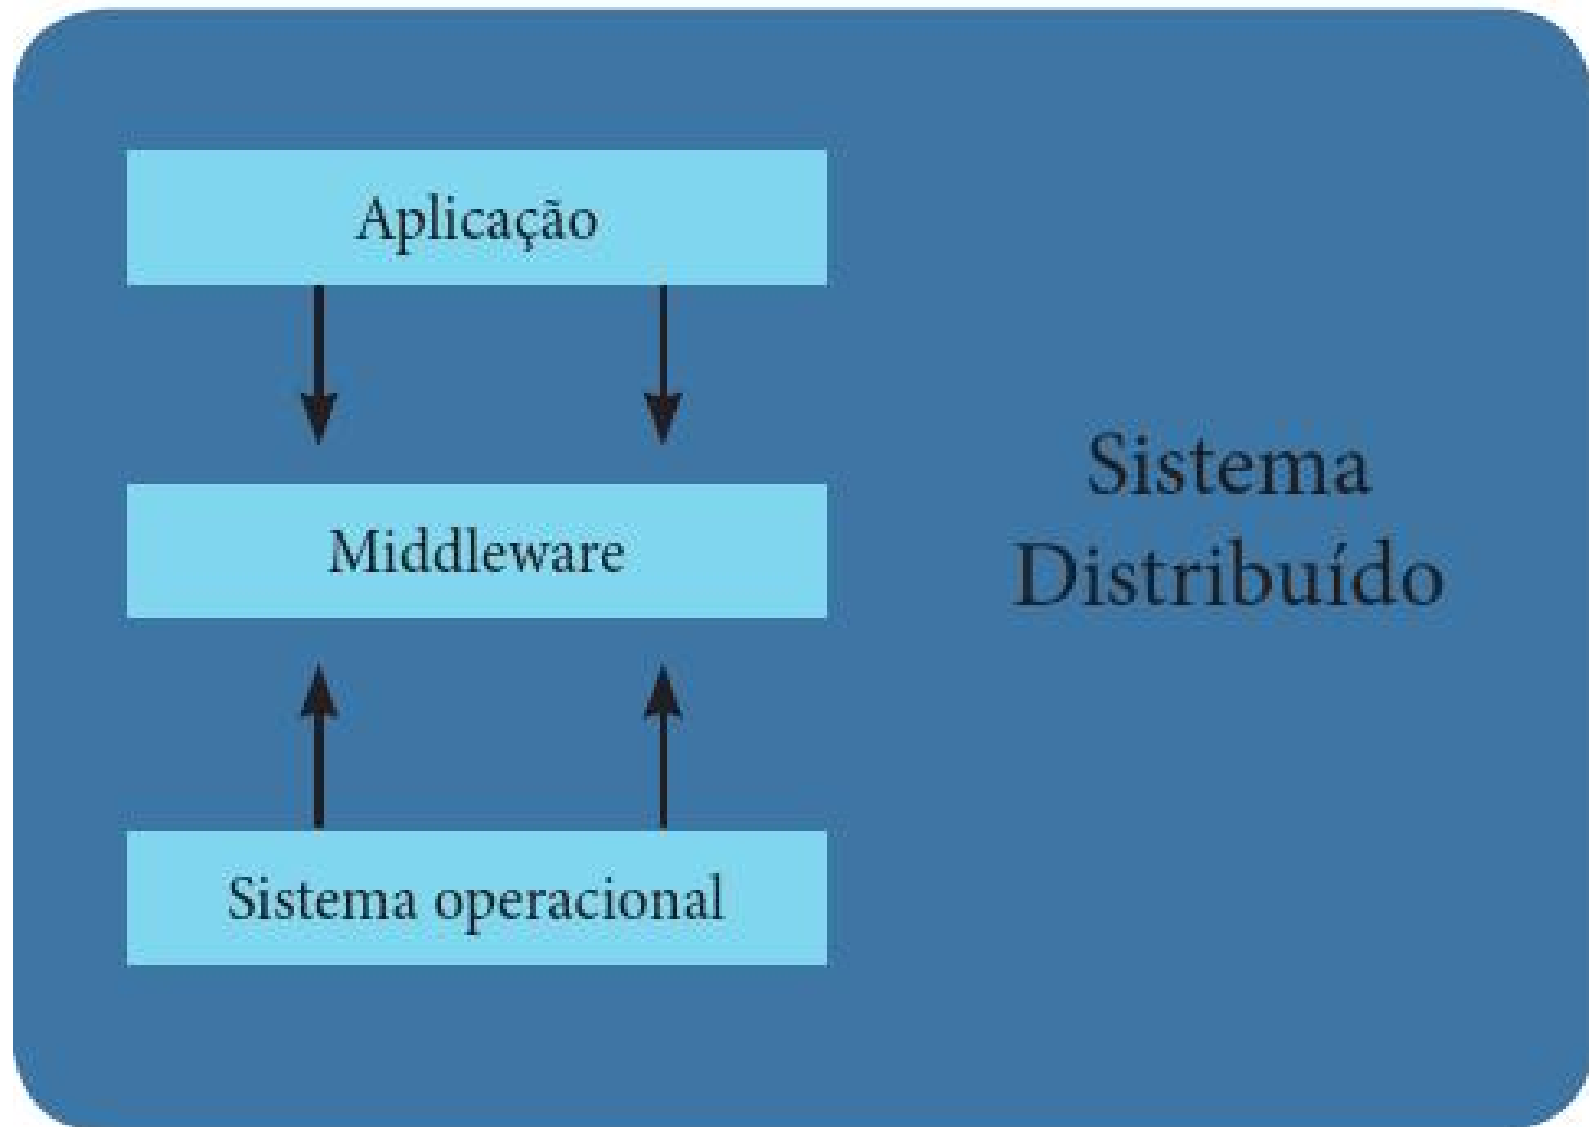 Aplicação
Middleware
Sistema operacional
Sistema
Distribuído